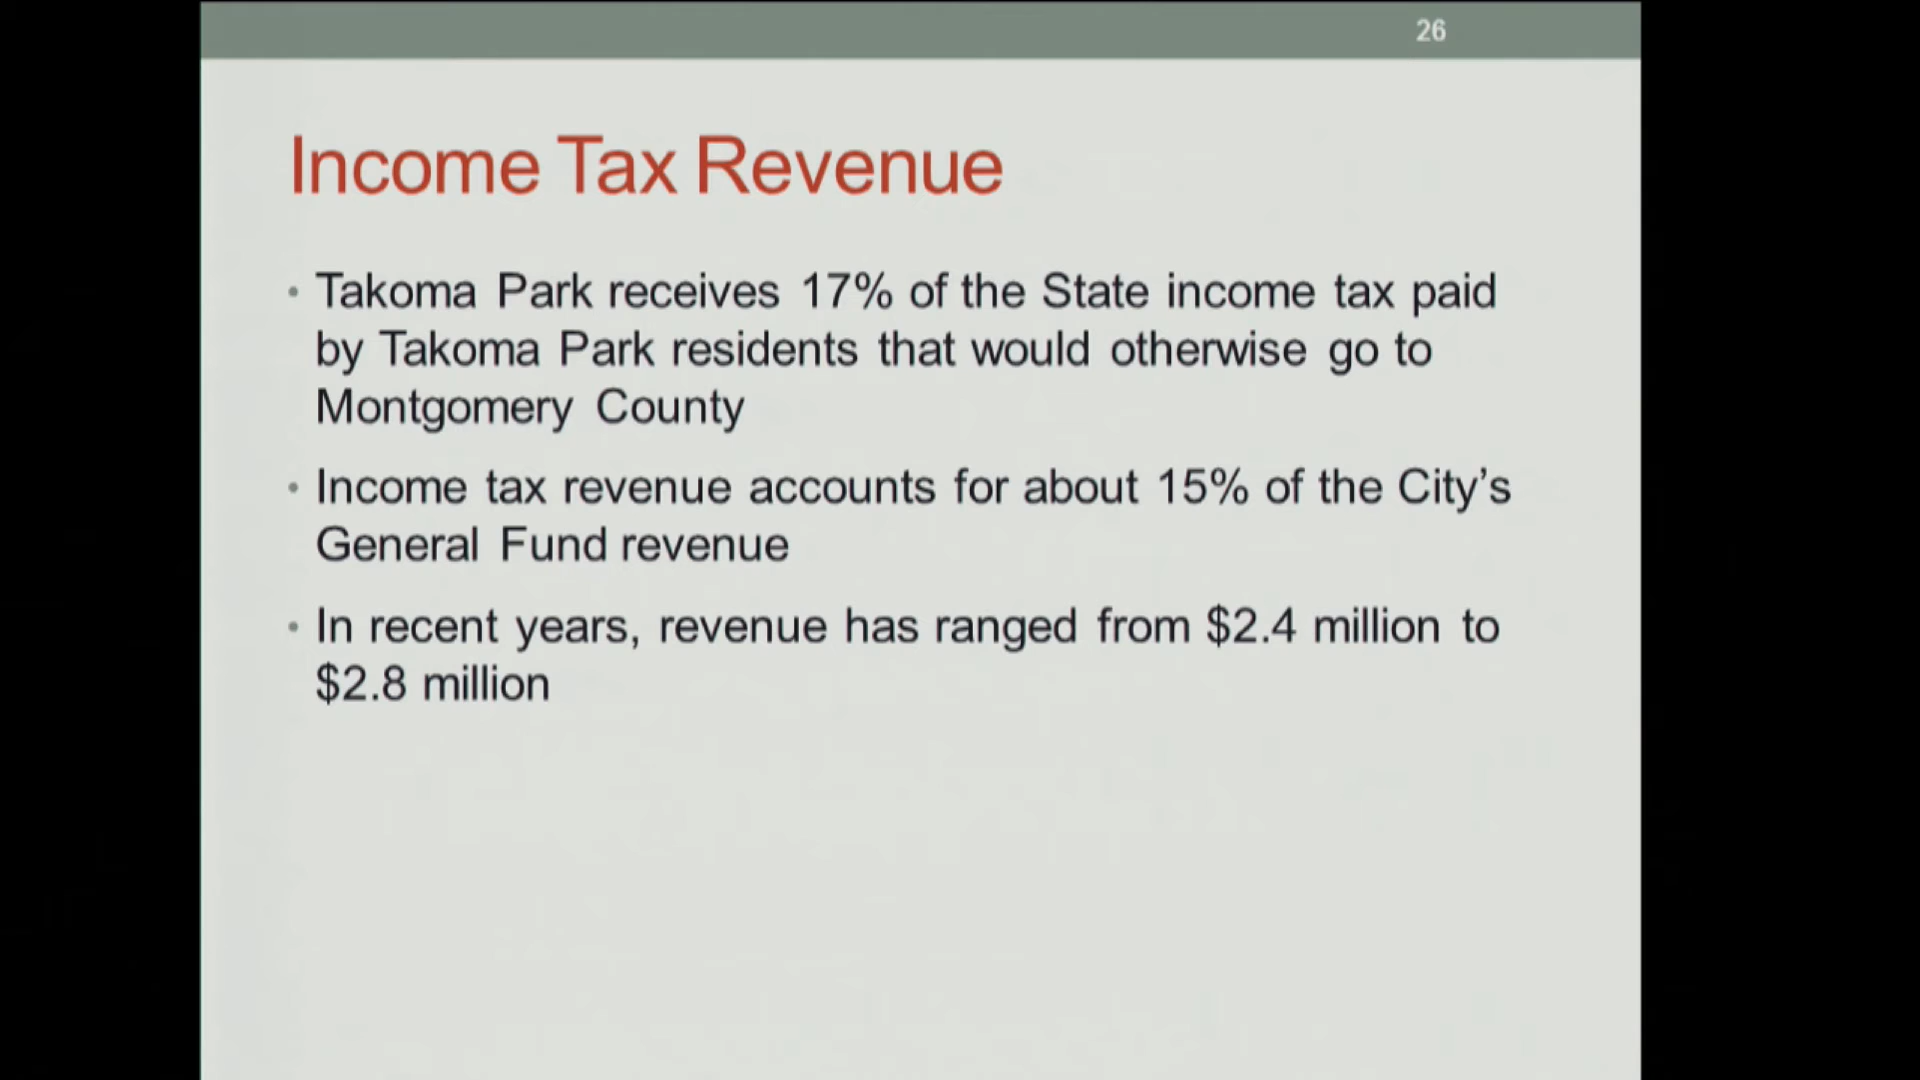 26
Income Tax Revenue
• Takoma Park receives 17% of the State income tax paid
by Takoma Park residents that would otherwise go to
Montgomery County
• Income tax revenue accounts for about 15% of the City’s
General Fund revenue
• In recent years, revenue has ranged from $2.4 million to
$2.8 million